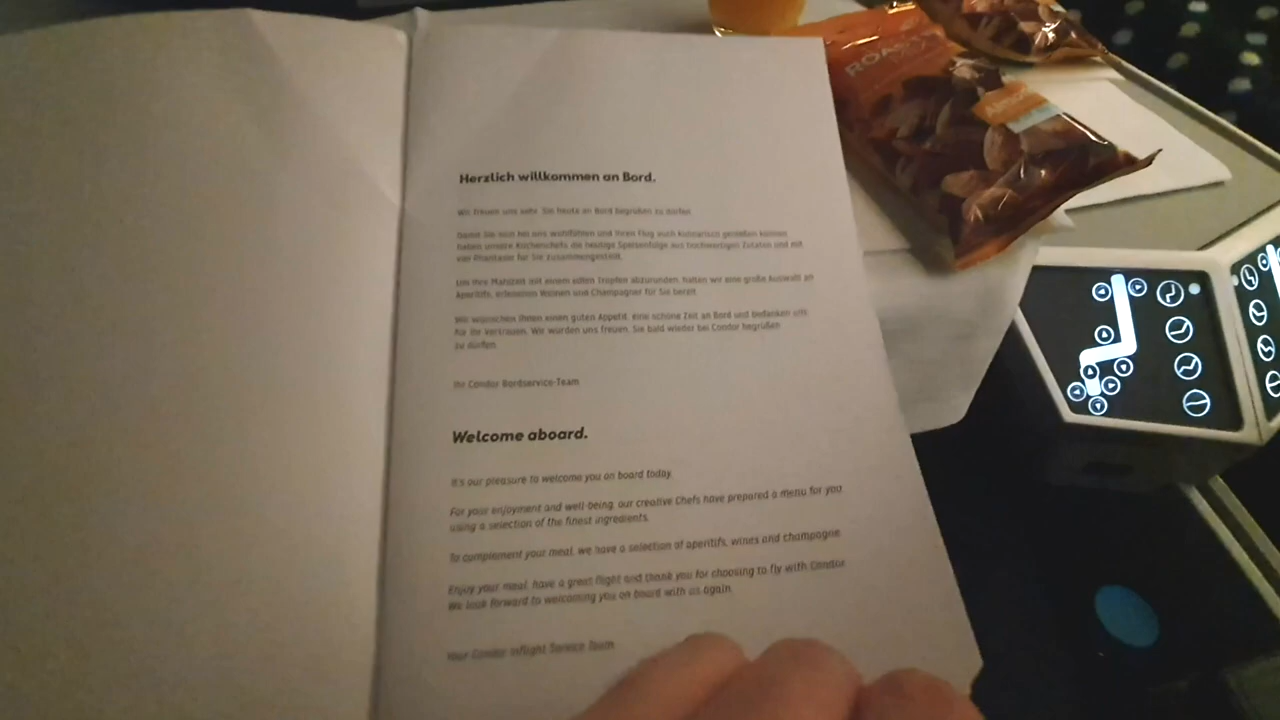 Herzlich willkommen an Bord.
Wir freuen uns sehr, Sie heute an Bord begrüßen zu dürfen.
Damit Sie sich bei uns wohlfühlen und Ihren Flug auch kulinarisch genießen können,
haben unsere Küchenchefs die heutige Speisenfolge aus hochwertigen Zutaten und mit
viel Phantasie für Sie zusammengestellt.
Um Ihre Mahlzeit mit einem edlen Tropfen abzurunden, halten wir eine große Auswahl an
Aperitifs, erlesenen Weinen und Champagner für Sie bereit.
Wir wünschen Ihnen einen guten Appetit, eine schöne Zeit an Bord und bedanken uns
für Ihr Vertrauen. Wir würden uns freuen, Sie bald wieder bei Condor begrüßen
zu dürfen.
Ihr Condor Bordservice-Team
Welcome aboard.
It's our pleasure to welcome you on board today.
For your enjoyment and well-being, our creative Chefs have prepared a menu for you
using a selection of the finest ingredients.
To complement your meal, we have a selection of aperitifs, wines and champagne.
Enjoy your meal, have a great flight and thank you for choosing to fly with Condor.
We look forward to welcoming you on board with us again.
Your Condor Inflight Service Team